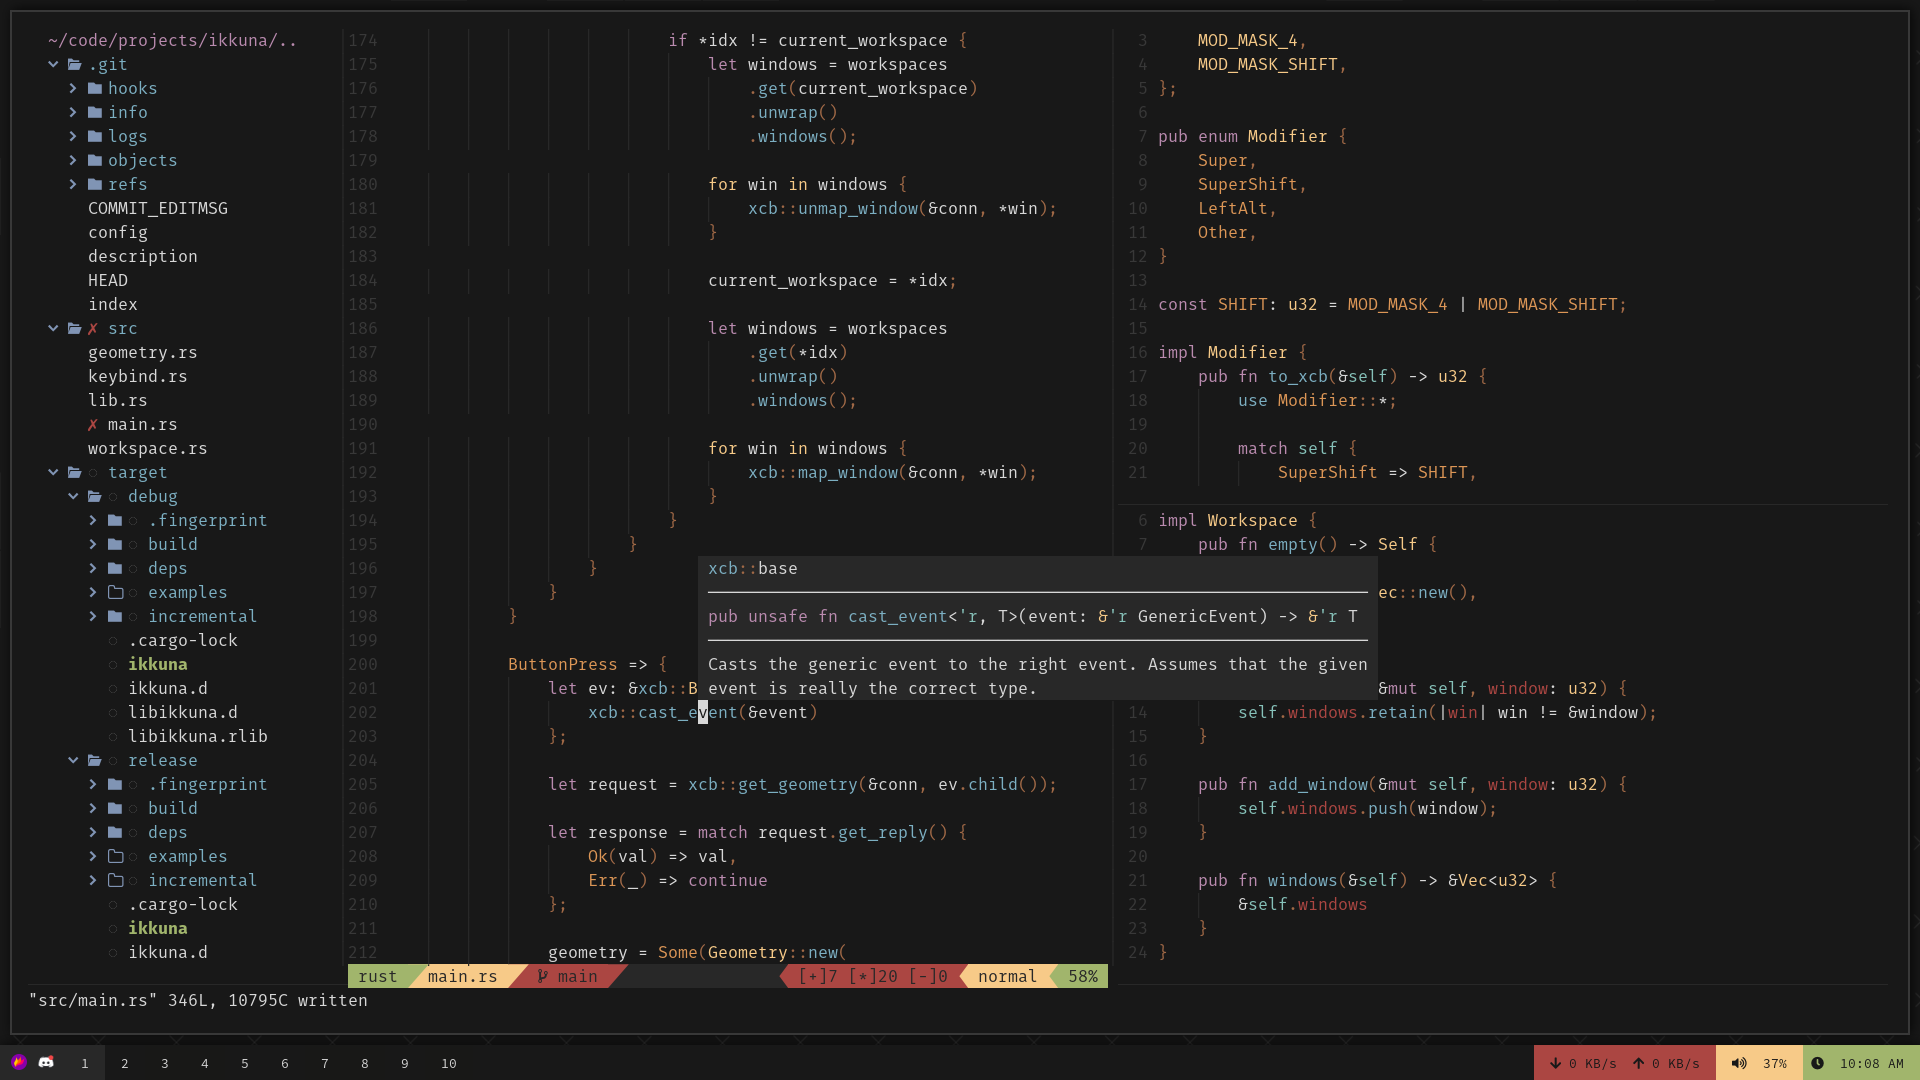 ~/code/projects/ikkuna/..
.git
hooks
info
logs
objects
refs
COMMIT_EDITMSG
config
description
HEAD
index
✗ src
geometry.rs
keybind.rs
lib.rs
✗ main.rs
workspace.rs
target
debug
.fingerprint
build
deps
examples
incremental
.cargo-lock
ikkuna
ikkuna.d
libikkuna.d
libikkuna.rlib
release
.fingerprint
build
deps
examples
incremental
.cargo-lock
ikkuna
ikkuna.d
174 if *idx != current_workspace {
175 let windows = workspaces
176 .get(current_workspace)
177 .unwrap()
178 .windows();
179
180 for win in windows {
181 xcb::unmap_window(&conn, *win);
182 }
183
184 current_workspace = *idx;
185
186 let windows = workspaces
187 .get(*idx)
188 .unwrap()
189 .windows();
190
191 for win in windows {
192 xcb::map_window(&conn, *win);
193 }
194 }
195 }
196 }
197 }
198 }
199
200 ButtonPress => {
201 let ev: &xcb::B
202 xcb::cast_event(&event)
203 };
204
205 let request = xcb::get_geometry(&conn, ev.child());
206
207 let response = match request.get_reply() {
208 Ok(val) => val,
209 Err(_) => continue
210 };
211
212 geometry = Some(Geometry::new(
xcb::base
pub unsafe fn cast_event<'r, T>(event: &'r GenericEvent) -> &'r T
Casts the generic event to the right event. Assumes that the given
event is really the correct type.
3 MOD_MASK_4,
4 MOD_MASK_SHIFT,
5 };
6
7 pub enum Modifier {
8 Super,
9 SuperShift,
10 LeftAlt,
11 Other,
12 }
13
14 const SHIFT: u32 = MOD_MASK_4 | MOD_MASK_SHIFT;
15
16 impl Modifier {
17 pub fn to_xcb(&self) -> u32 {
18 use Modifier::*;
19
20 match self {
21 SuperShift => SHIFT,
6 impl Workspace {
7 pub fn empty() -> Self {
ec::new(),
&mut self, window: u32) {
14 self.windows.retain(|win| win != &window);
15 }
16
17 pub fn add_window(&mut self, window: u32) {
18 self.windows.push(window);
19 }
20
21 pub fn windows(&self) -> &Vec<u32> {
22 &self.windows
23 }
24 }
rust main.rs main [+]7 [*]20 [-]0 normal 58%
"src/main.rs" 346L, 10795C written
1 2 3 4 5 6 7 8 9 10 0 KB/s 0 KB/s 37% 10:08 AM